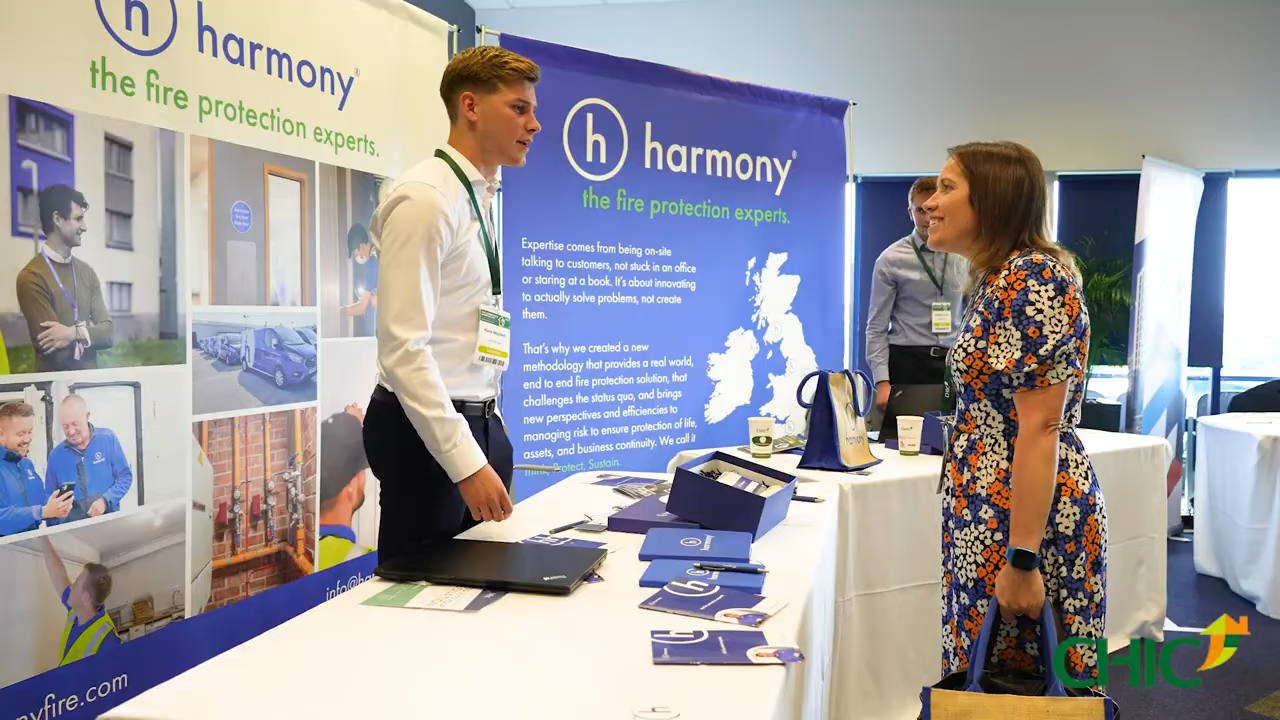 h harmony®
the fire protection experts.
info@ha
nyfire.com
h harmony®
the fire protection experts.
Expertise comes from being on-site
talking to customers, not stuck in an office
or staring at a book. It's about innovating
to actually solve problems, not create
them.
That's why we created a new
methodology that provides a real world,
end to end fire protection solution, that
challenges the status quo, and brings
new perspectives and efficiencies to
managing risk to ensure protection of life,
assets, and business continuity. We call it
Protect, Sustain.
harmony
harmony
CHIC